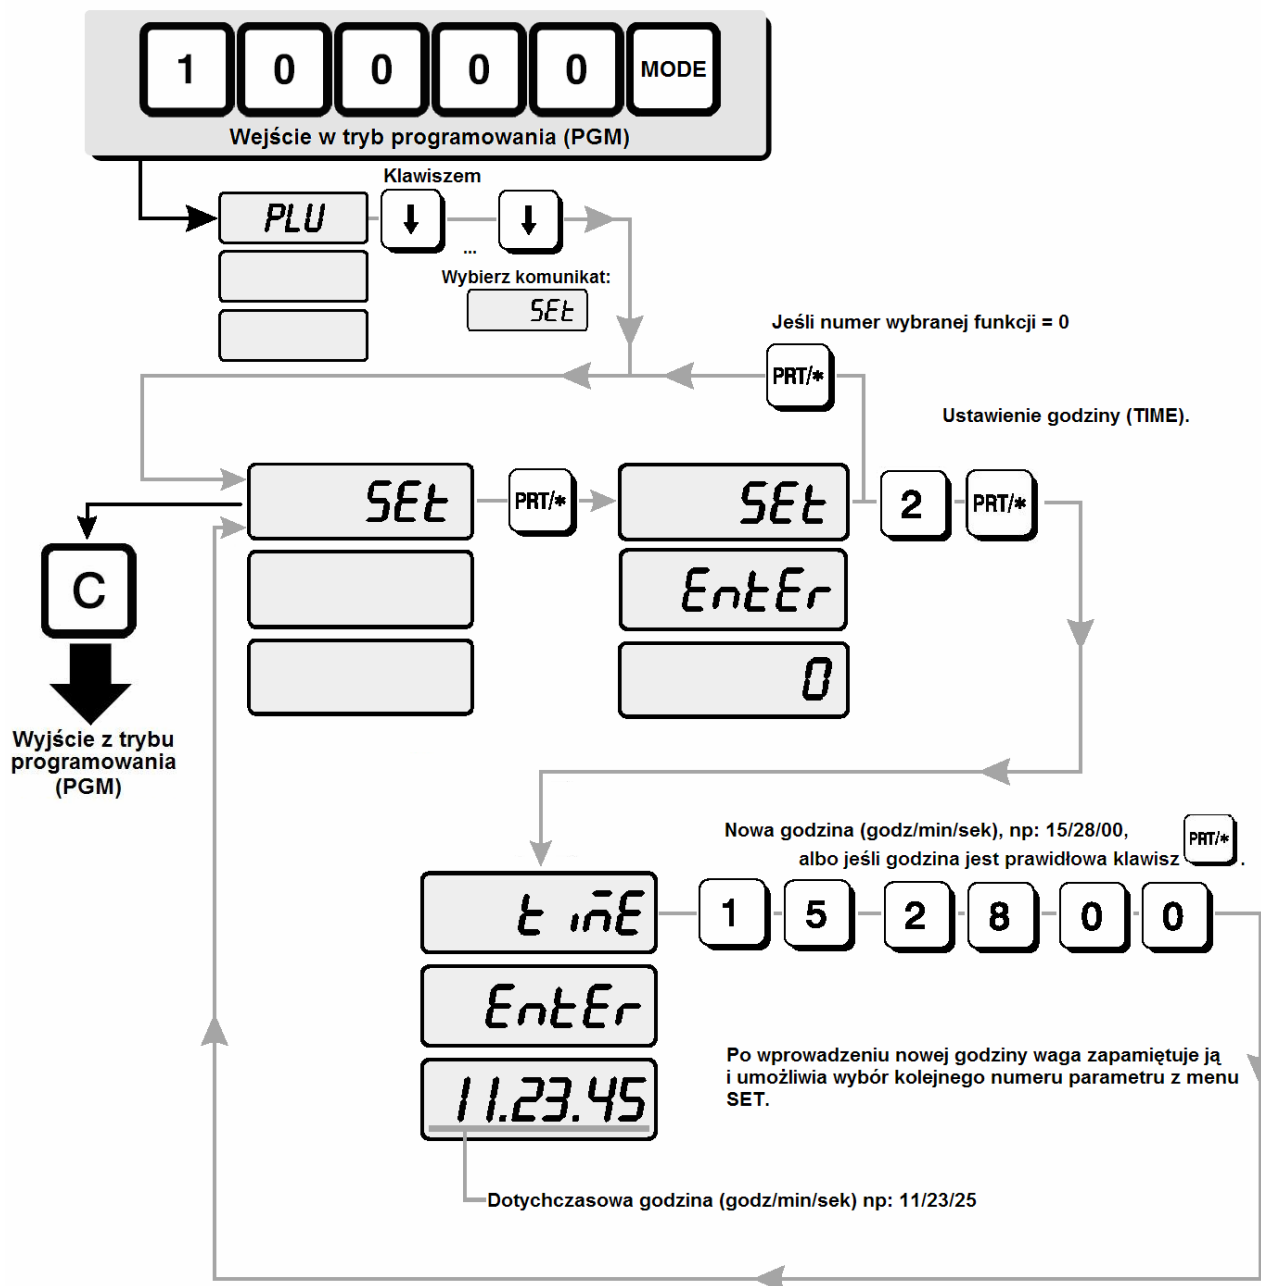 1 0 0 0 0 MODE
Wejście w tryb programowania (PGM)
Klawiszem
PLU
...
Wybierz komunikat:
SEt
Jeśli numer wybranej funkcji = 0
PRT/*
Ustawienie godziny (TIME).
SEt PRT/* SEt 2 PRT/*
C
EntEr
0
Wyjście z trybu
programowania
(PGM)
Nowa godzina (godz/min/sek), np: 15/28/00,
albo jeśli godzina jest prawidłowa klawisz PRT/* .
timE 1 5 2 8 0 0
EntEr
11.23.45
Po wprowadzeniu nowej godziny waga zapamiętuje ją
i umożliwia wybór kolejnego numeru parametru z menu
SET.
Dotychczasowa godzina (godz/min/sek) np: 11/23/25